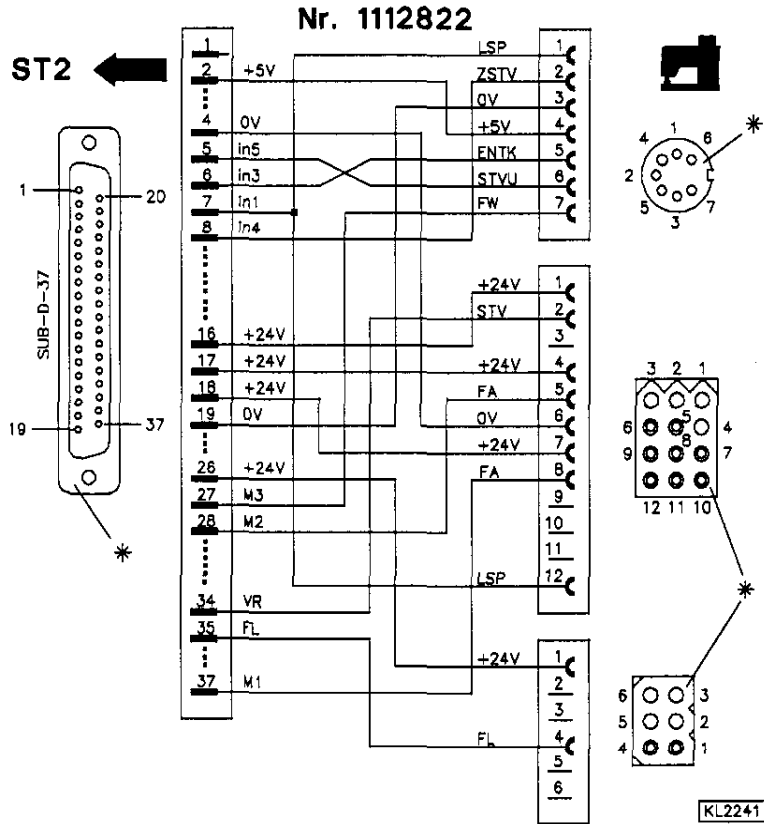 Nr. 1112822
ST2
1
2 +5V
4 0V
5 in5
6 in3
7 in1
8 in4
16 +24V
17 +24V
18 +24V
19 0V
26 +24V
27 M3
28 M2
34 VR
35 FL
37 M1
1 20
SUB-D-37
19 37
*
LSP 1
ZSTV 2
0V 3
+5V 4
ENTK 5
STVU 6
FW 7
+24V 1
STV 2
3
+24V 4
FA 5
0V 6
+24V 7
FA 8
9
10
11
LSP 12
+24V 1
2
3
FL 4
5
6
4 1 6 *
2
5 3 7
3 2 1
6 5 4
9 8 7
12 11 10
*
6 3
5 2
4 1
KL2241